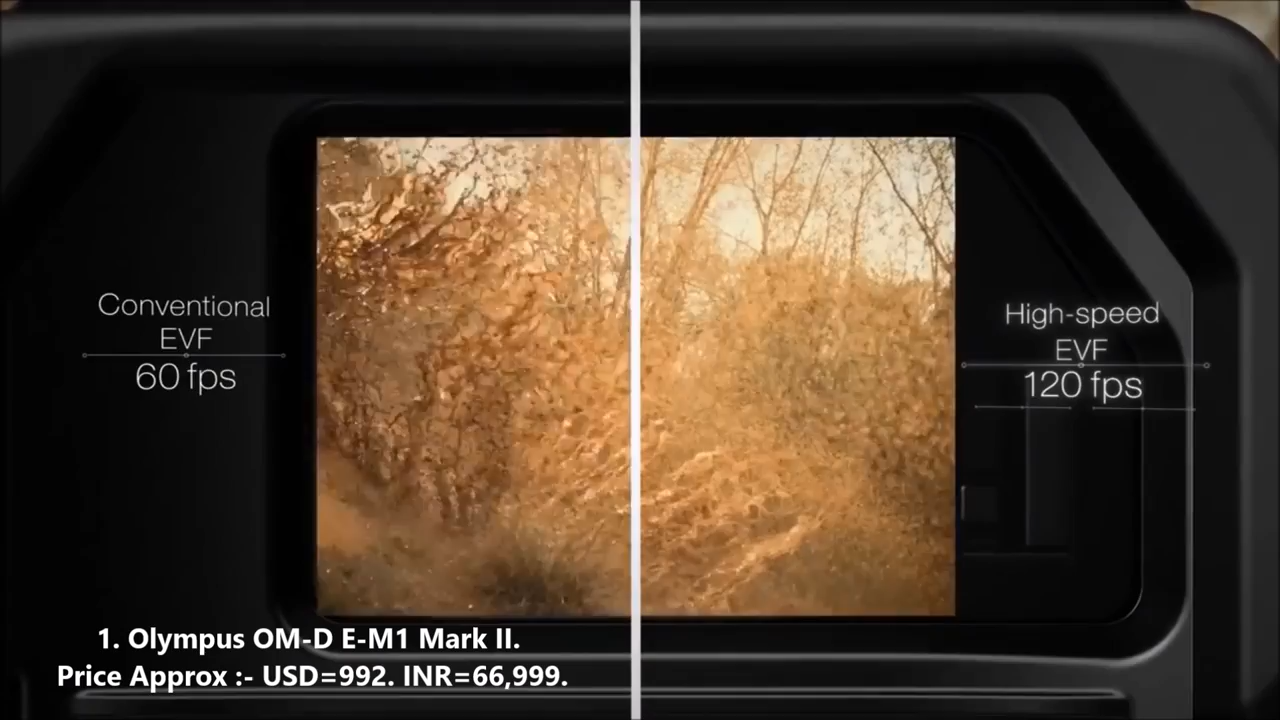 Conventional
EVF
60 fps
High-speed
EVF
120 fps
1. Olympus OM-D E-M1 Mark II.
Price Approx :- USD=992. INR=66,999.